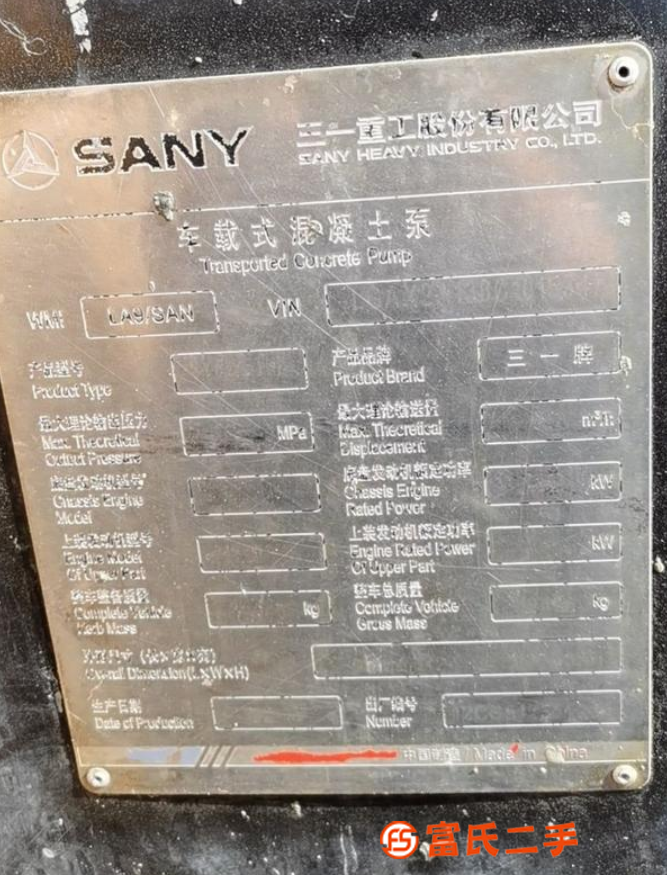 SANY 三一重工股份有限公司
SANY HEAVY INDUSTRY CO., LTD.
车载式混凝土泵
Transported Concrete Pump
WMI LA9/SAN VIN
产品型号 产品品牌 三一牌
Product Type Product Brand
最大理论输出压力 MPa 最大理论输送量 m³/h
Max. Theoretical Max. Theoretical
Output Pressure Displacement
底盘发动机型号 底盘发动机额定功率 kW
Chassis Engine Chassis Engine
Model Rated Power
上装发动机型号 上装发动机额定功率 kW
Engine Model Engine Rated Power
Of Upper Part Of Upper Part
整车整备质量 kg 整车总质量 kg
Complete Vehicle Complete Vehicle
Kerb Mass Gross Mass
Overall Dimension(LxWxH)
生产日期 出厂编号
Date of Production Number
中国制造 / Made in China
FS 富氏二手